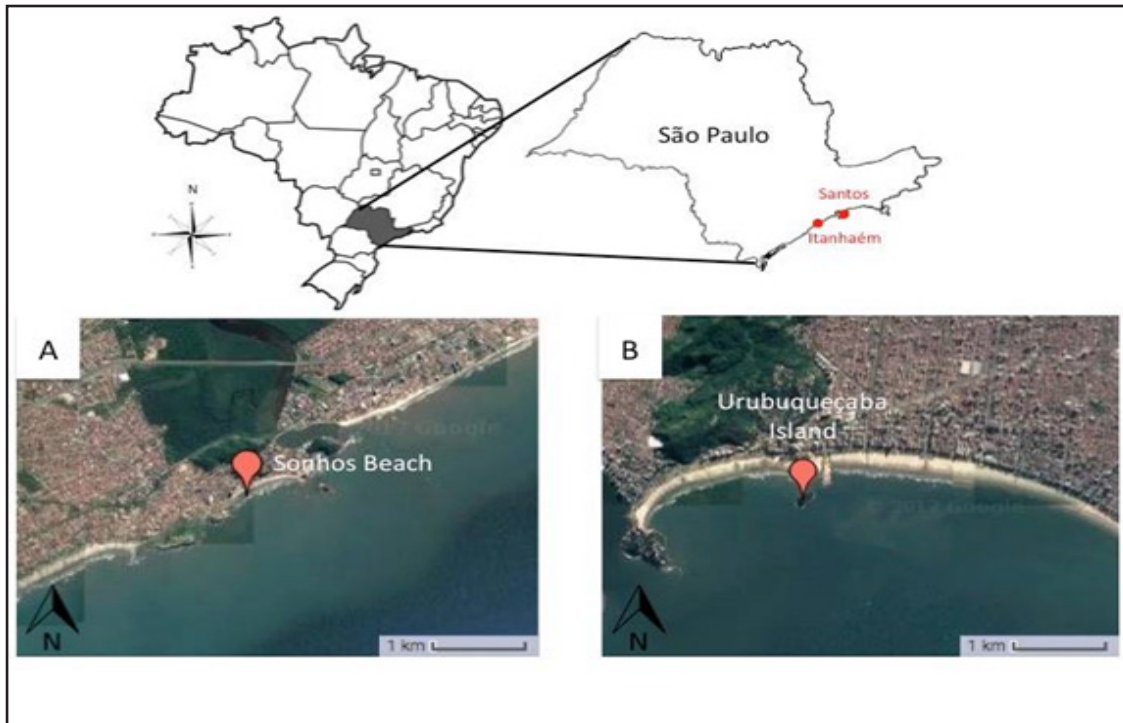 N
São Paulo
Santos
Itanhaém
A
Sonhos Beach
N
1 km
B
Urubuqueçaba
Island
N
1 km